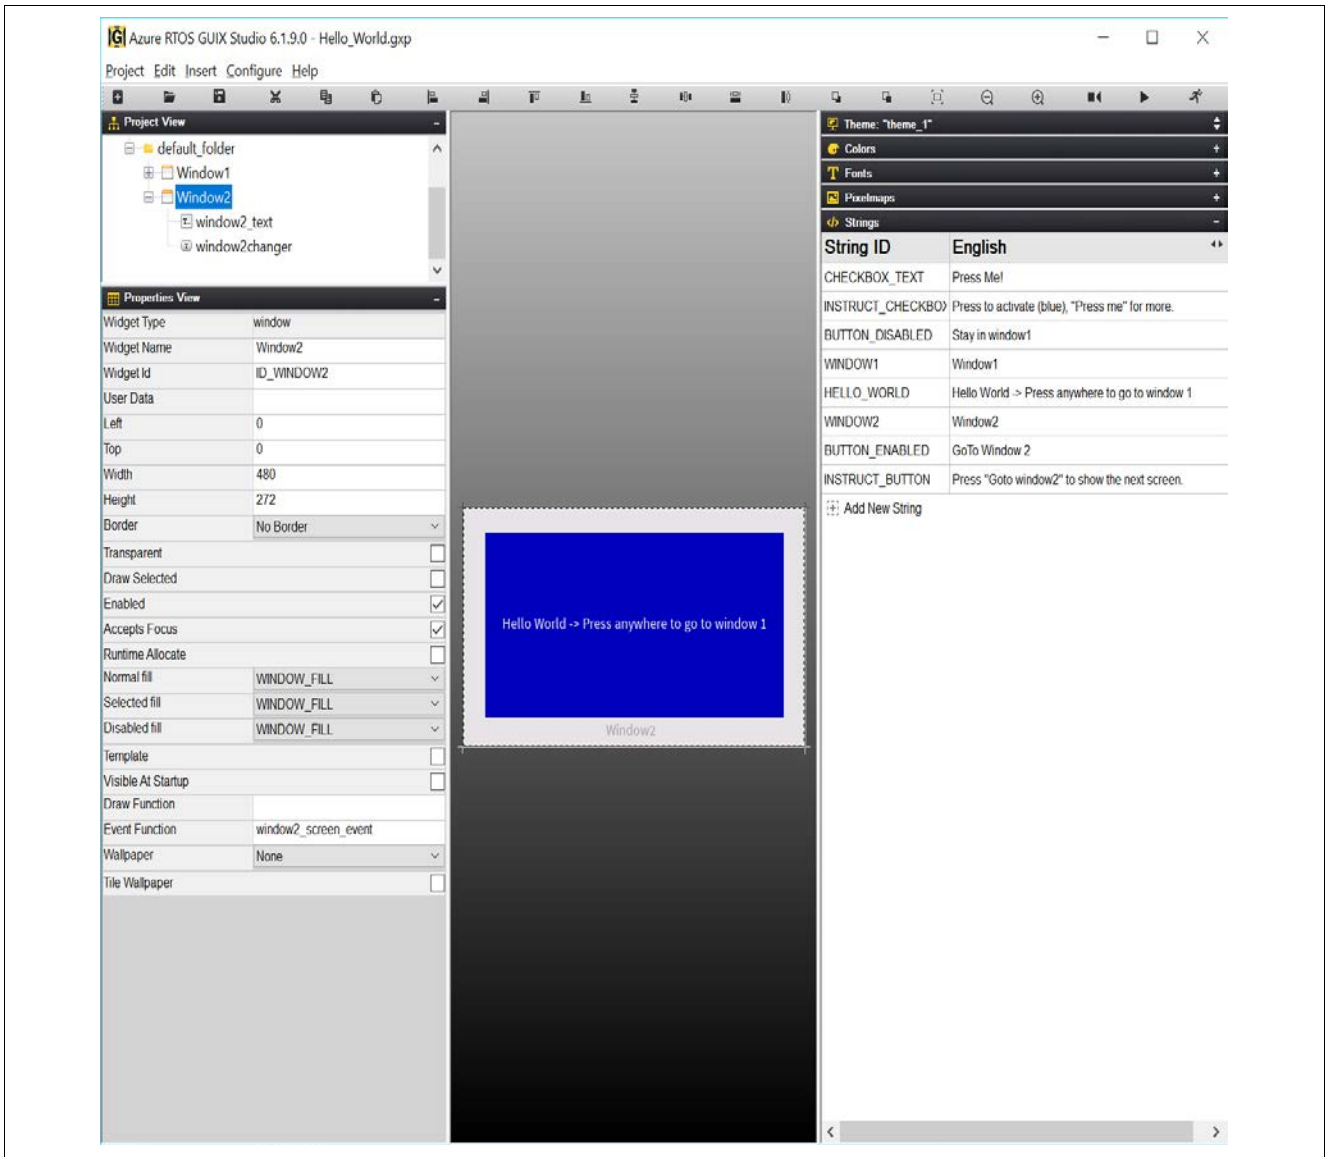 Azure RTOS GUIX Studio 6.1.9.0 - Hello_World.gxp
Project Edit Insert Configure Help
Project View
default_folder
Window1
Window2
window2_text
window2changer
Properties View
Widget Type window
Widget Name Window2
Widget Id ID_WINDOW2
User Data
Left 0
Top 0
Width 480
Height 272
Border No Border
Transparent
Draw Selected
Enabled
Accepts Focus
Runtime Allocate
Normal fill WINDOW_FILL
Selected fill WINDOW_FILL
Disabled fill WINDOW_FILL
Template
Visible At Startup
Draw Function
Event Function window2_screen_event
Wallpaper None
Tile Wallpaper
Hello World -> Press anywhere to go to window 1
Window2
Theme: "theme_1"
Colors
Fonts
Pixelmaps
Strings
String ID English
CHECKBOX_TEXT Press Me!
INSTRUCT_CHECKBOX Press to activate (blue), "Press me" for more.
BUTTON_DISABLED Stay in window1
WINDOW1 Window1
HELLO_WORLD Hello World -> Press anywhere to go to window 1
WINDOW2 Window2
BUTTON_ENABLED GoTo Window 2
INSTRUCT_BUTTON Press "Goto window2" to show the next screen.
Add New String